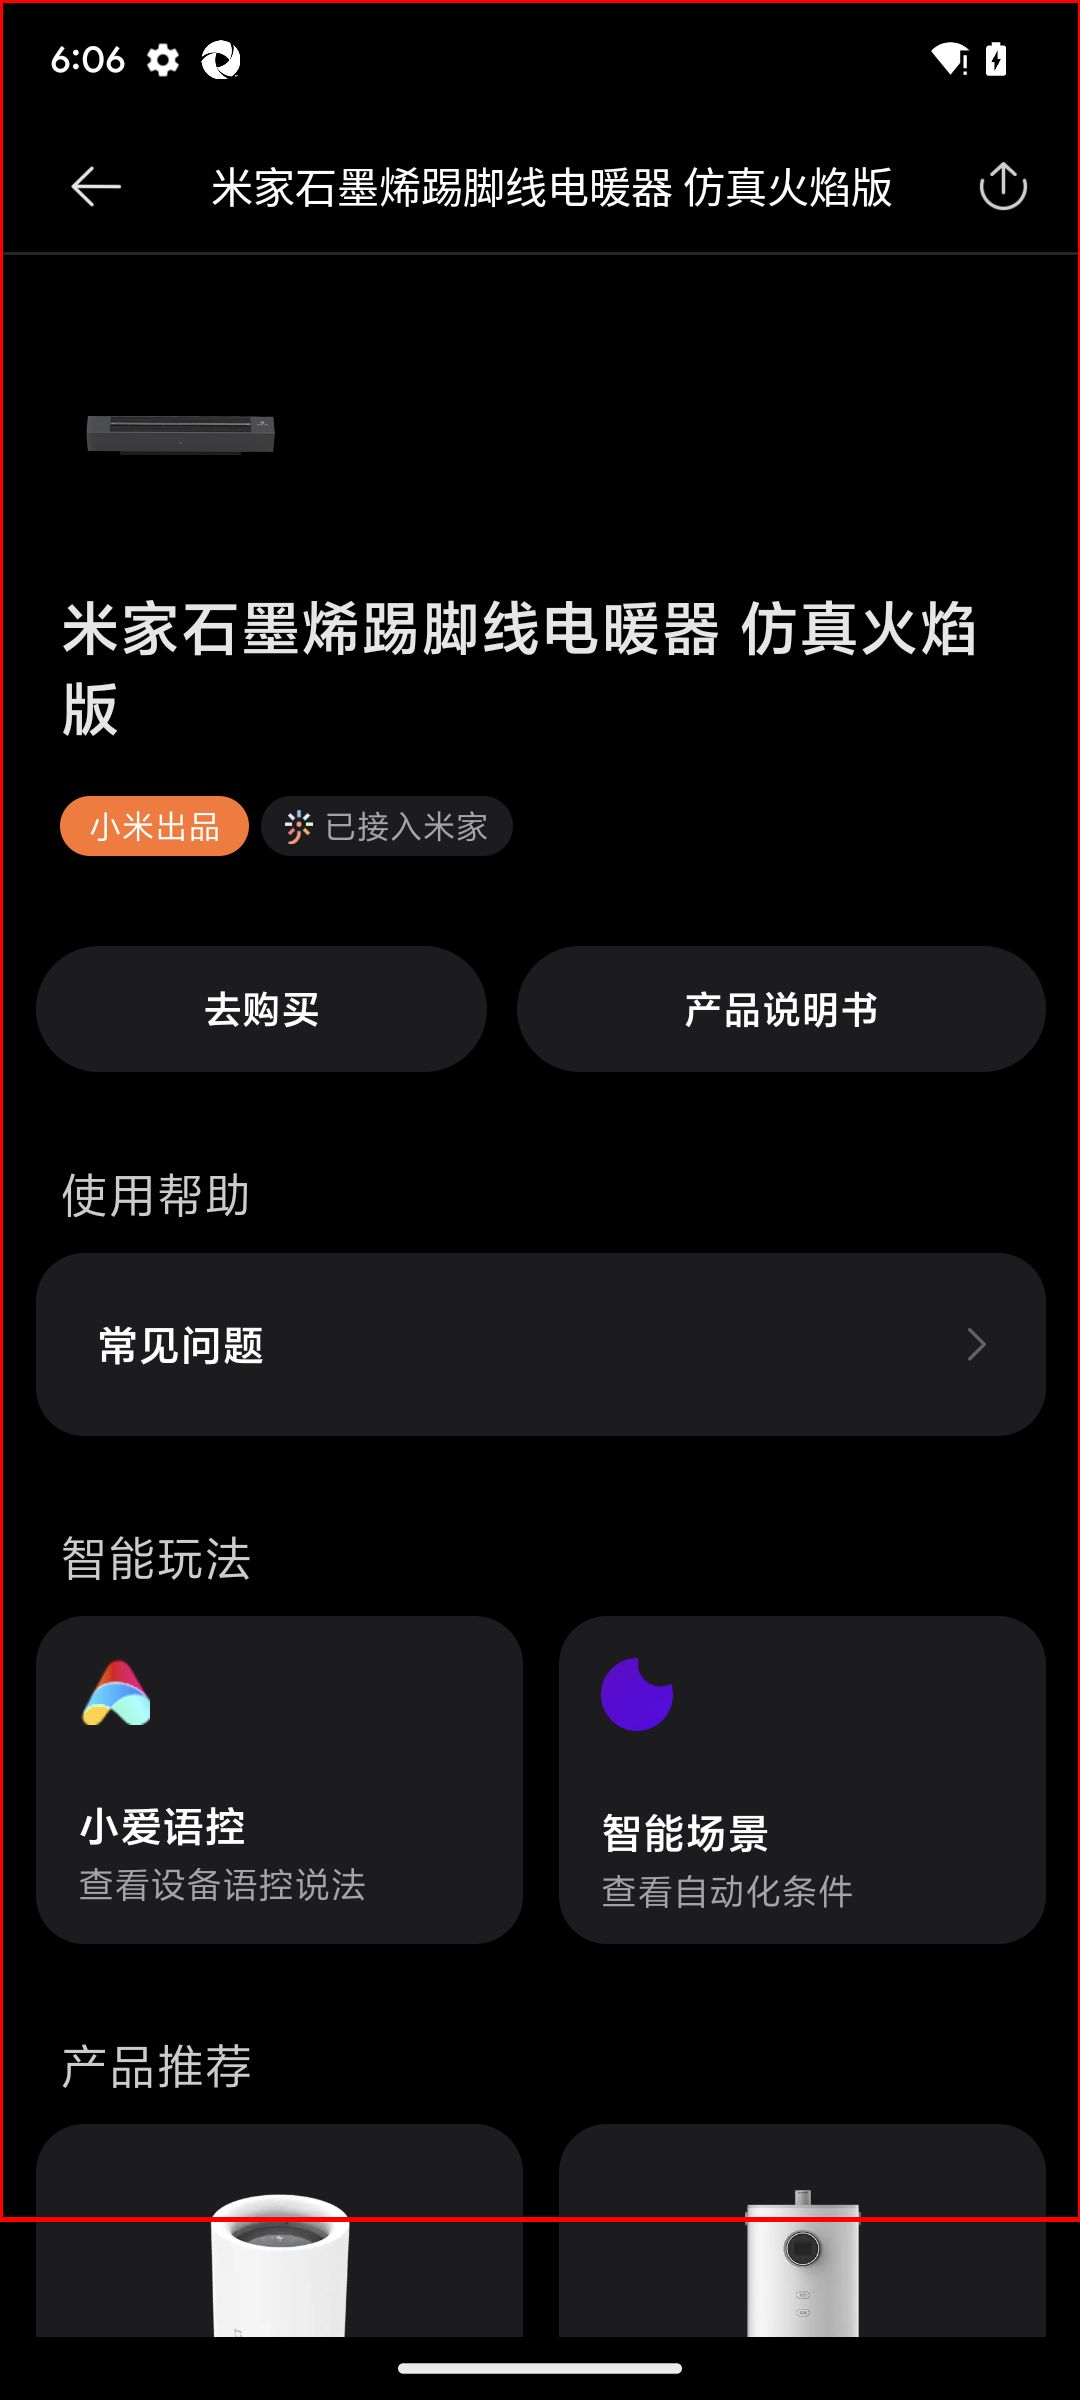 6:06
米家石墨烯踢脚线电暖器 仿真火焰版
米家石墨烯踢脚线电暖器 仿真火焰
版
小米出品 已接入米家
去购买 产品说明书
使用帮助
常见问题
智能玩法
小爱语控
查看设备语控说法
智能场景
查看自动化条件
产品推荐